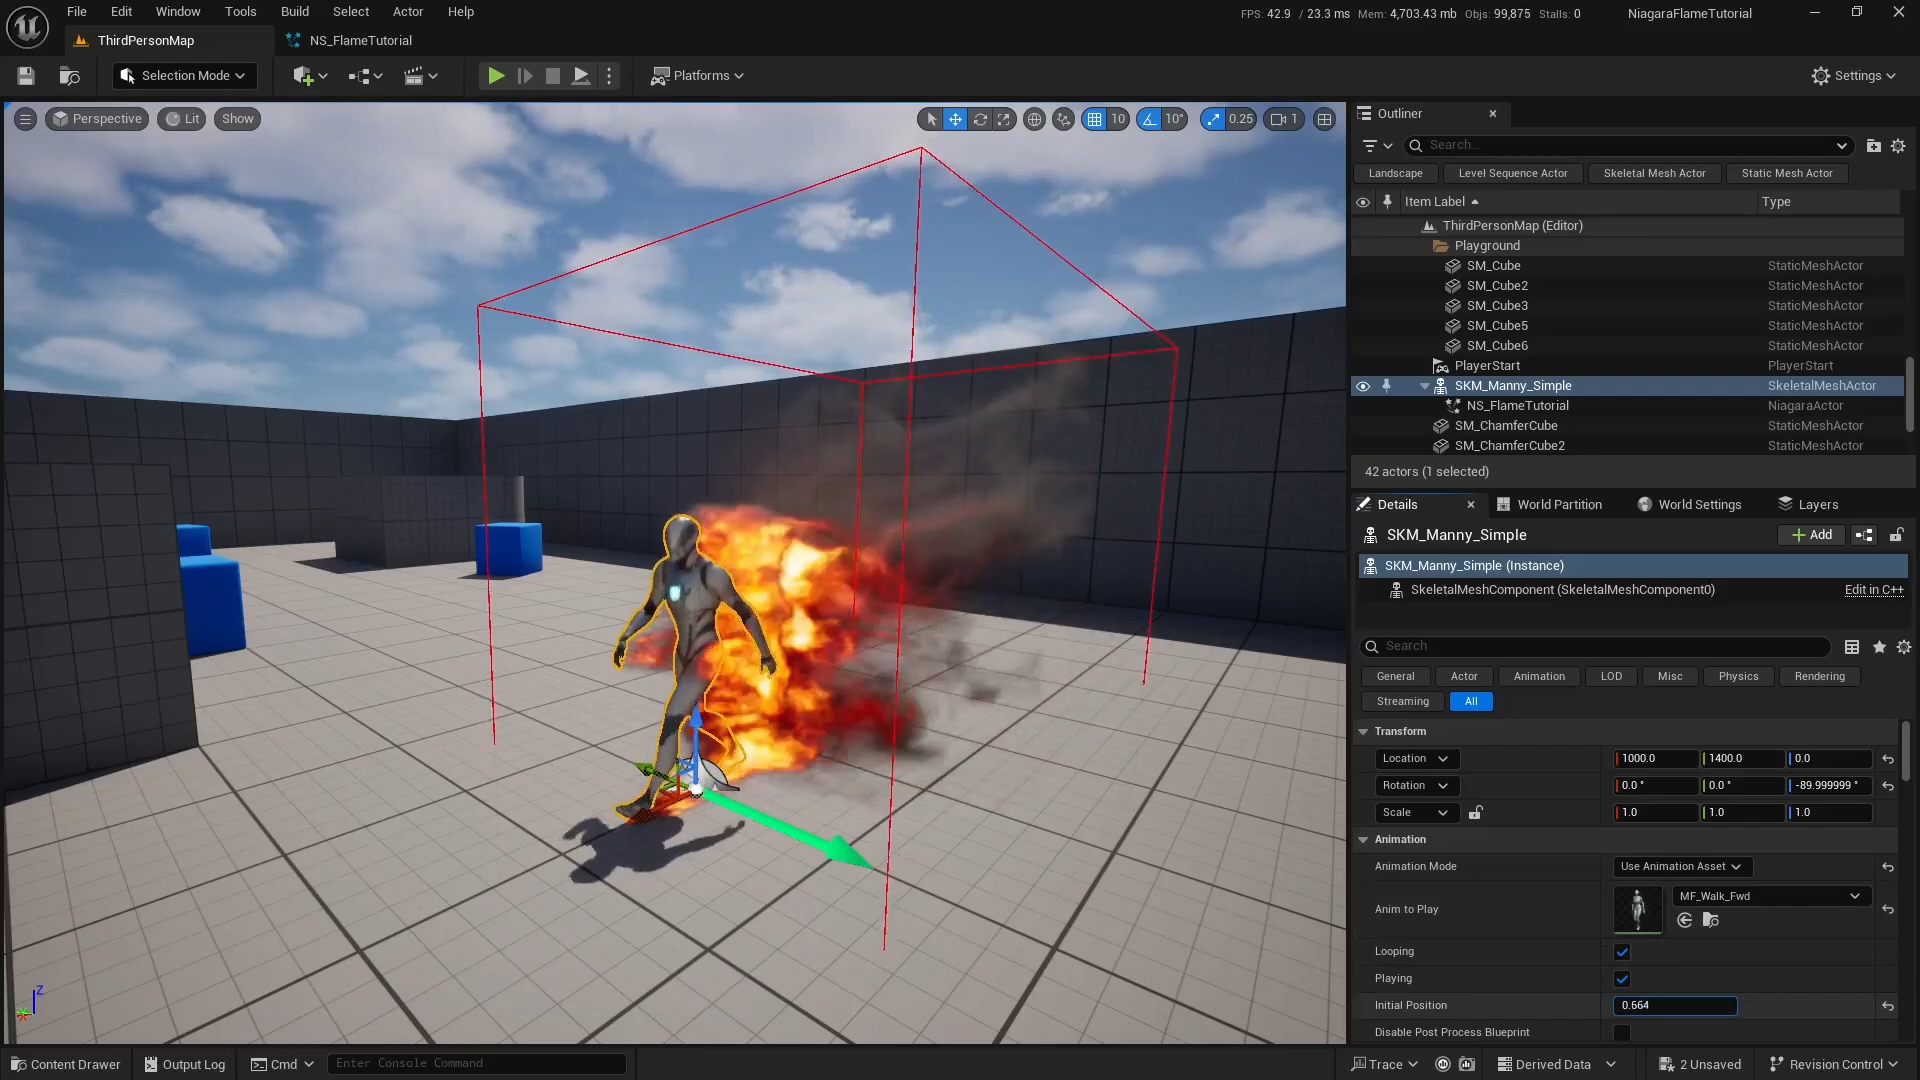 File Edit Window Tools Build Select Actor Help
FPS: 42.9 / 23.3 ms Mem: 4,703.43 mb Objs: 99,875 Stalls: 0 NiagaraFlameTutorial
ThirdPersonMap NS_FlameTutorial
Selection Mode Platforms Settings
Perspective Lit Show 10 10° 0.25 1
Outliner
Search...
Landscape Level Sequence Actor Skeletal Mesh Actor Static Mesh Actor
Item Label Type
ThirdPersonMap (Editor)
Playground
SM_Cube StaticMeshActor
SM_Cube2 StaticMeshActor
SM_Cube3 StaticMeshActor
SM_Cube5 StaticMeshActor
SM_Cube6 StaticMeshActor
PlayerStart PlayerStart
SKM_Manny_Simple SkeletalMeshActor
NS_FlameTutorial NiagaraActor
SM_ChamferCube StaticMeshActor
SM_ChamferCube2 StaticMeshActor
42 actors (1 selected)
Details World Partition World Settings Layers
SKM_Manny_Simple Add
SKM_Manny_Simple (Instance)
SkeletalMeshComponent (SkeletalMeshComponent0) Edit in C++
Search
General Actor Animation LOD Misc Physics Rendering
Streaming All
Transform
Location 1000.0 1400.0 0.0
Rotation 0.0 ° 0.0 ° -89.999999 °
Scale 1.0 1.0 1.0
Animation
Animation Mode Use Animation Asset
Anim to Play MF_Walk_Fwd
Looping
Playing
Initial Position 0.664
Disable Post Process Blueprint
Z
Content Drawer Output Log Cmd Enter Console Command Trace Derived Data 2 Unsaved Revision Control